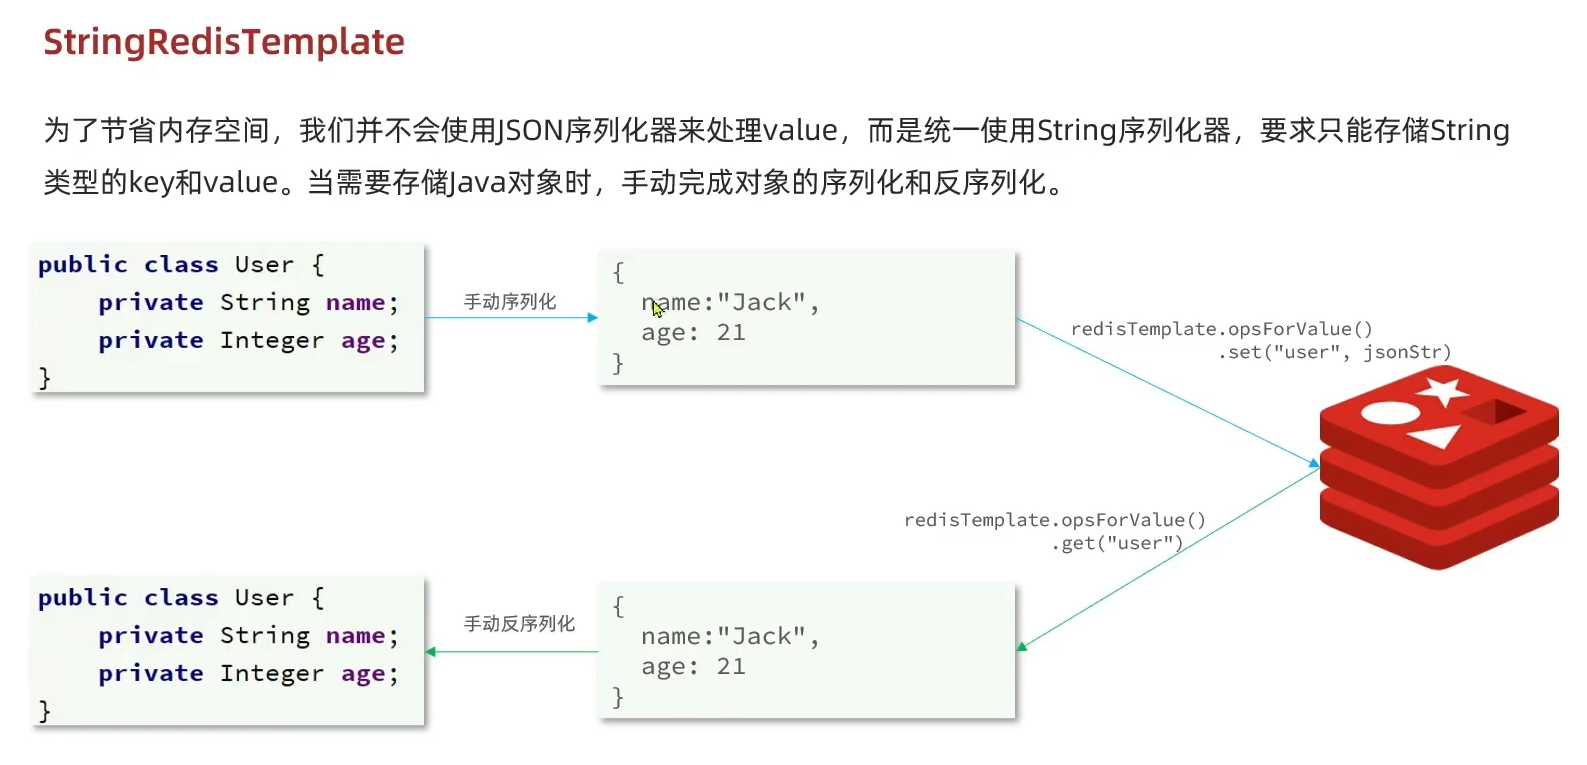 StringRedisTemplate
为了节省内存空间，我们并不会使用JSON序列化器来处理value，而是统一使用String序列化器，要求只能存储String
类型的key和value。当需要存储Java对象时，手动完成对象的序列化和反序列化。
public class User {
    private String name;
    private Integer age;
}
手动序列化
{
  name:"Jack",
  age: 21
}
redisTemplate.opsForValue()
.set("user", jsonStr)
redisTemplate.opsForValue()
.get("user")
{
  name:"Jack",
  age: 21
}
手动反序列化
public class User {
    private String name;
    private Integer age;
}